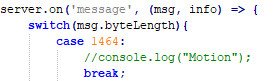 server.on('message', (msg, info) => {
switch(msg.byteLength){
case 1464:
//console.log("Motion");
break;